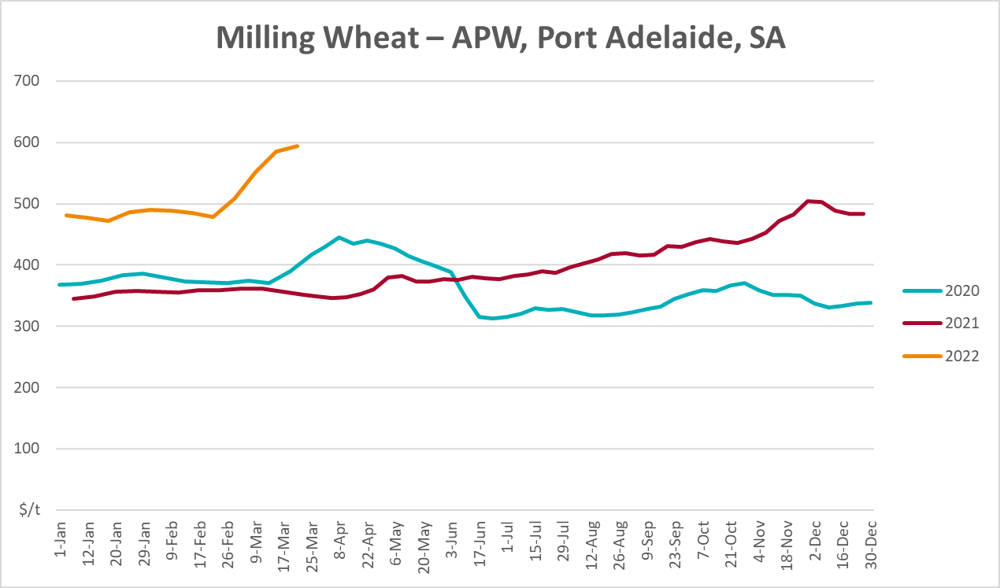 Milling Wheat – APW, Port Adelaide, SA
700
600
500
400
300
200
100
$/t
1-Jan
12-Jan
20-Jan
29-Jan
9-Feb
17-Feb
26-Feb
9-Mar
17-Mar
25-Mar
8-Apr
22-Apr
6-May
20-May
3-Jun
17-Jun
1-Jul
15-Jul
29-Jul
12-Aug
26-Aug
9-Sep
23-Sep
7-Oct
21-Oct
4-Nov
18-Nov
2-Dec
16-Dec
30-Dec
2020
2021
2022